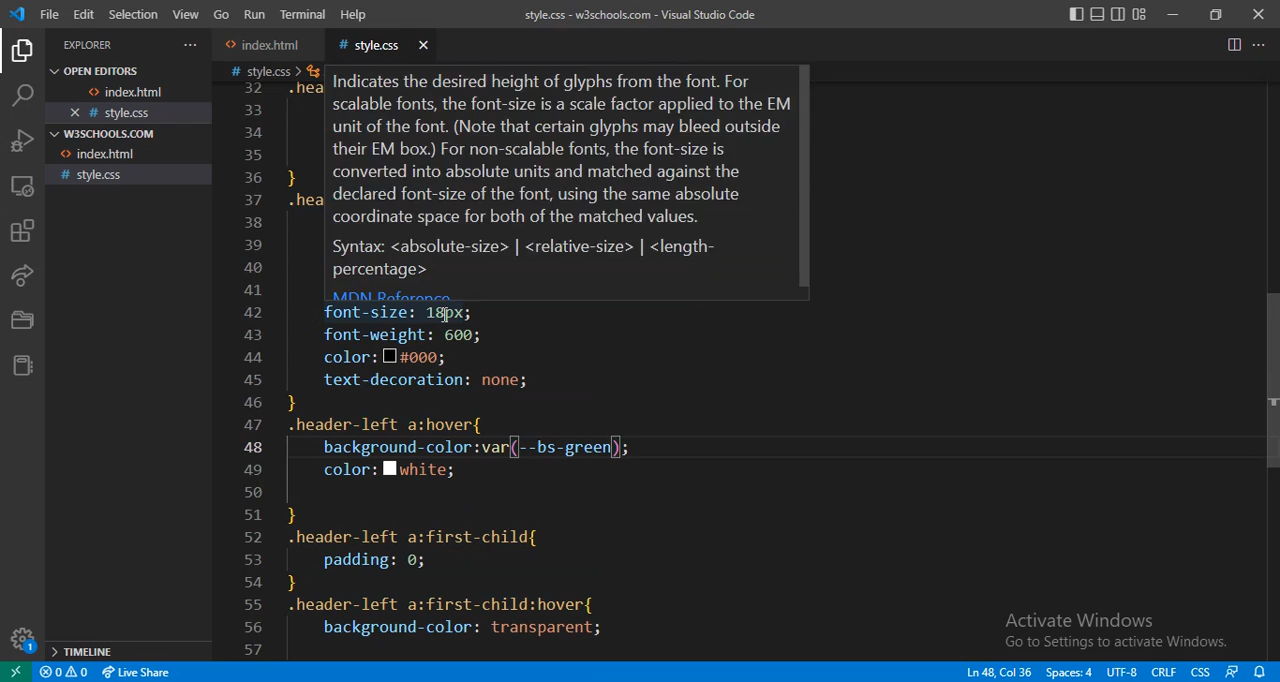 File Edit Selection View Go Run Terminal Help
style.css - w3schools.com - Visual Studio Code
EXPLORER
index.html
# style.css
OPEN EDITORS
index.html
# style.css
W3SCHOOLS.COM
index.html
# style.css
TIMELINE
# style.css >
Indicates the desired height of glyphs from the font. For
scalable fonts, the font-size is a scale factor applied to the EM
unit of the font. (Note that certain glyphs may bleed outside
their EM box.) For non-scalable fonts, the font-size is
converted into absolute units and matched against the
declared font-size of the font, using the same absolute
coordinate space for both of the matched values.
Syntax: <absolute-size> | <relative-size> | <length-
percentage>
MDN Reference
32 .hea
33
34
35
36 }
37 .hea
38
39
40
41
42 font-size: 18px;
43 font-weight: 600;
44 color: #000;
45 text-decoration: none;
46 }
47 .header-left a:hover{
48 background-color:var(--bs-green);
49 color: white;
50
51 }
52 .header-left a:first-child{
53 padding: 0;
54 }
55 .header-left a:first-child:hover{
56 background-color: transparent;
57
Activate Windows
Go to Settings to activate Windows.
1
0 0 Live Share
Ln 48, Col 36 Spaces: 4 UTF-8 CRLF CSS